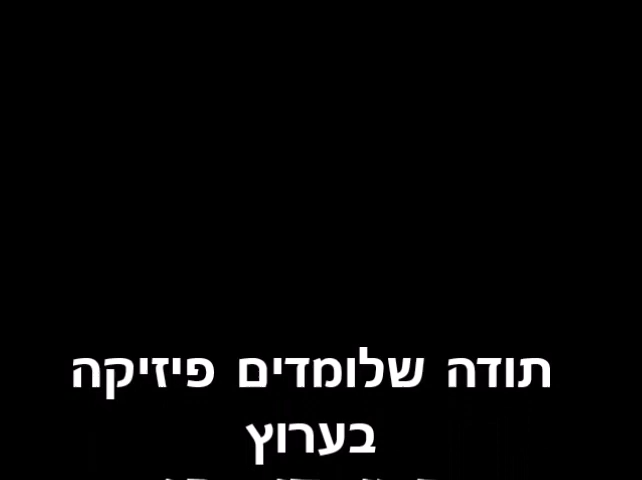 תודה שלומדים פיזיקה
בערוץ